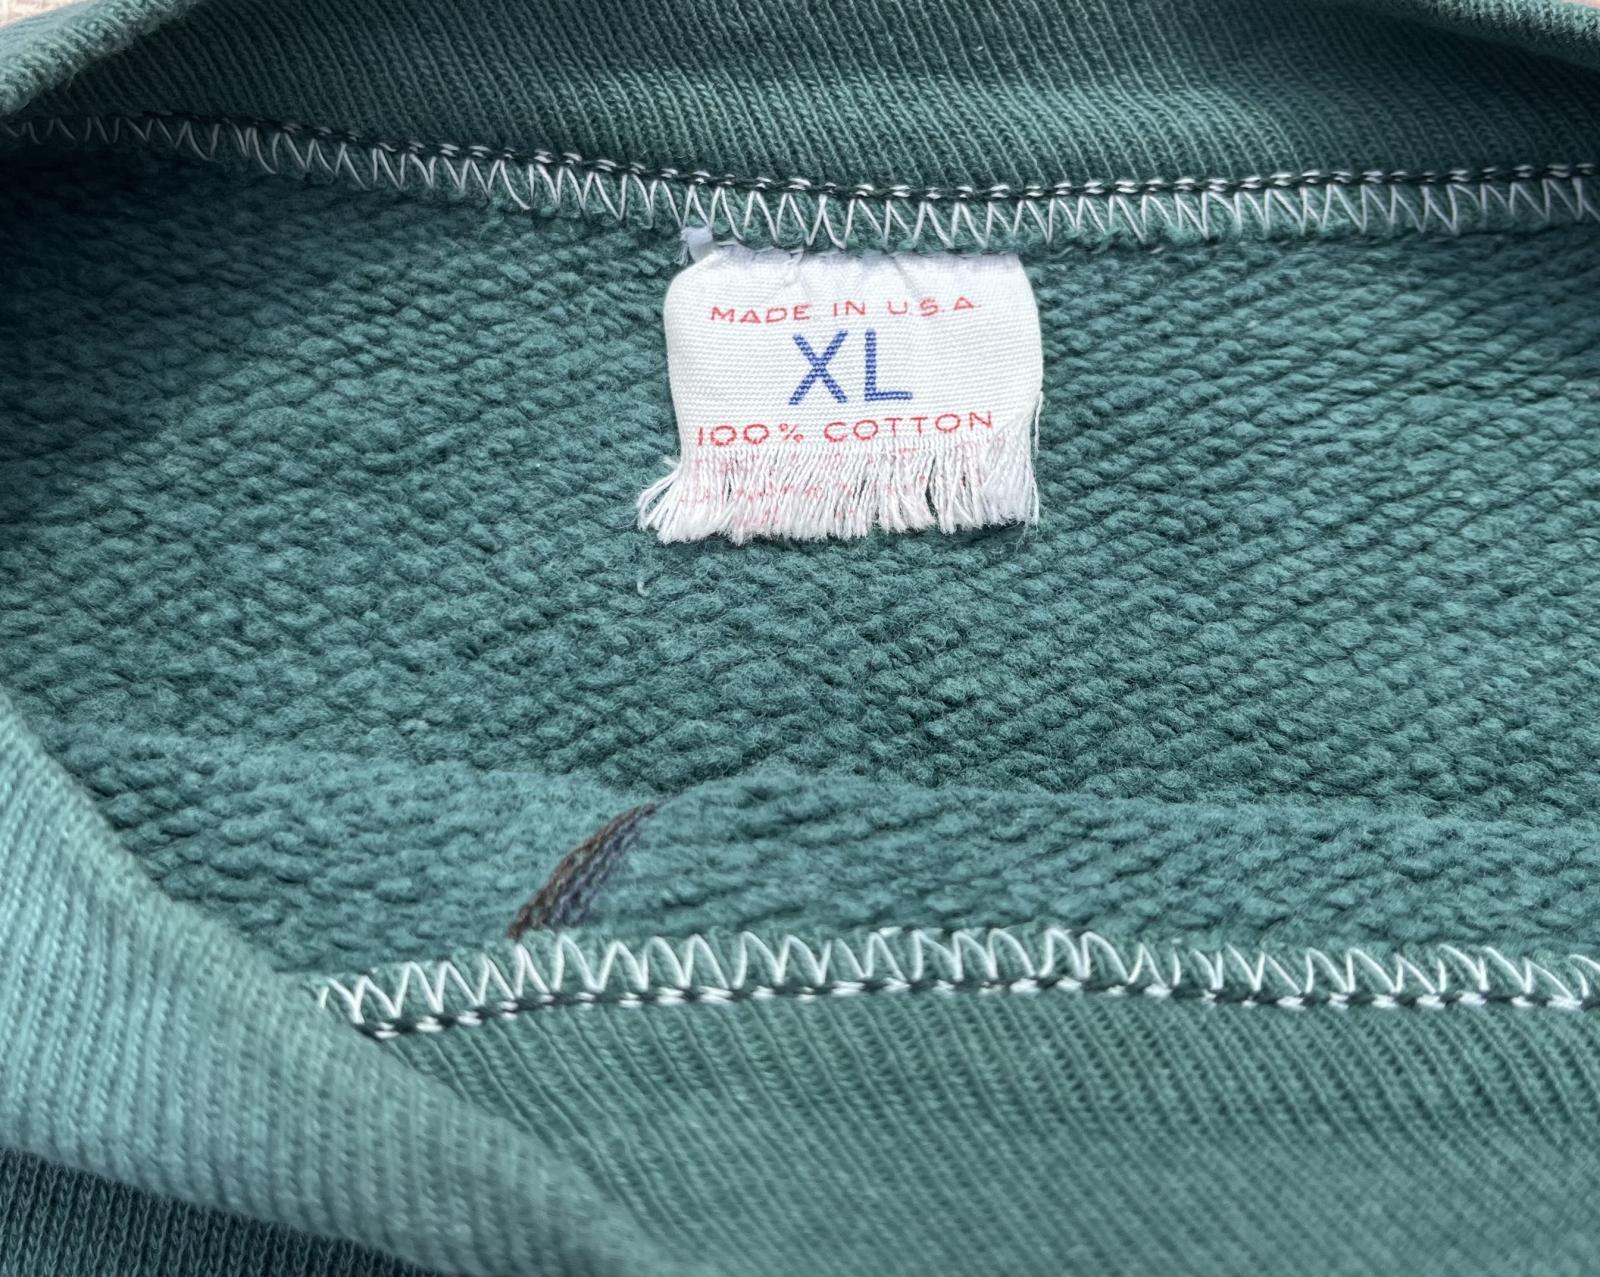 MADE IN U.S.A.
XL
100% COTTON